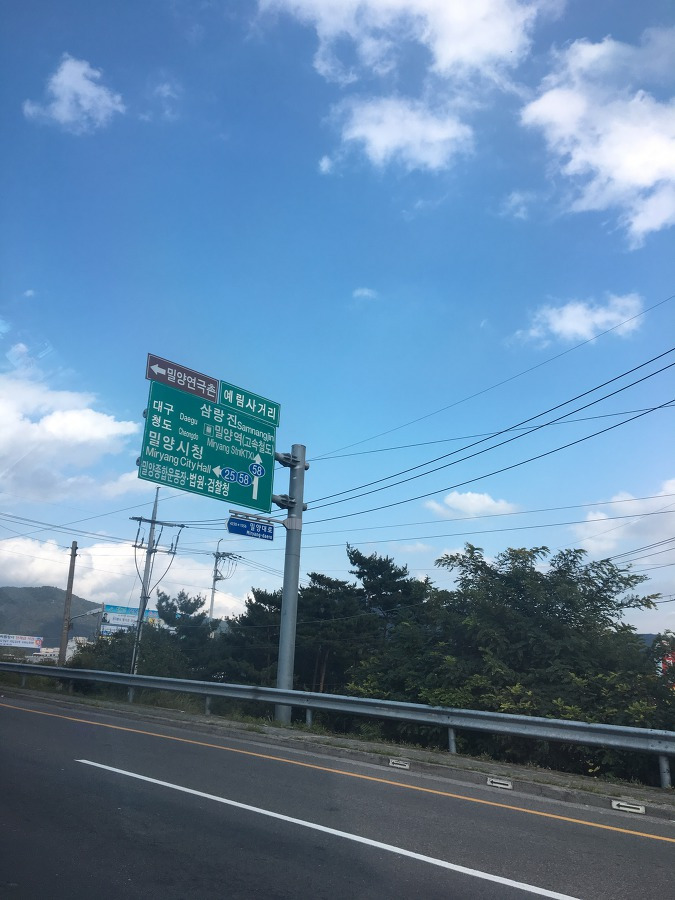 밀양연극촌
예림사거리
대구 Daegu
청도 Cheongdo
밀양시청
Miryang City Hall
밀양종합운동장·법원·검찰청
삼랑진 Samnangjin
밀양역(고속철도)
Miryang Stn(KTX)
25 58
58
밀양대로
Miryang-daero